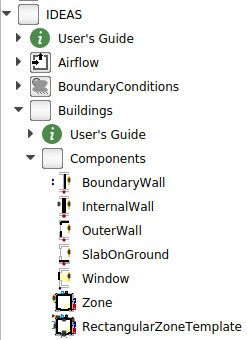 IDEAS
User's Guide
Airflow
BoundaryConditions
Buildings
User's Guide
Components
BoundaryWall
InternalWall
OuterWall
SlabOnGround
Window
Zone
RectangularZoneTemplate